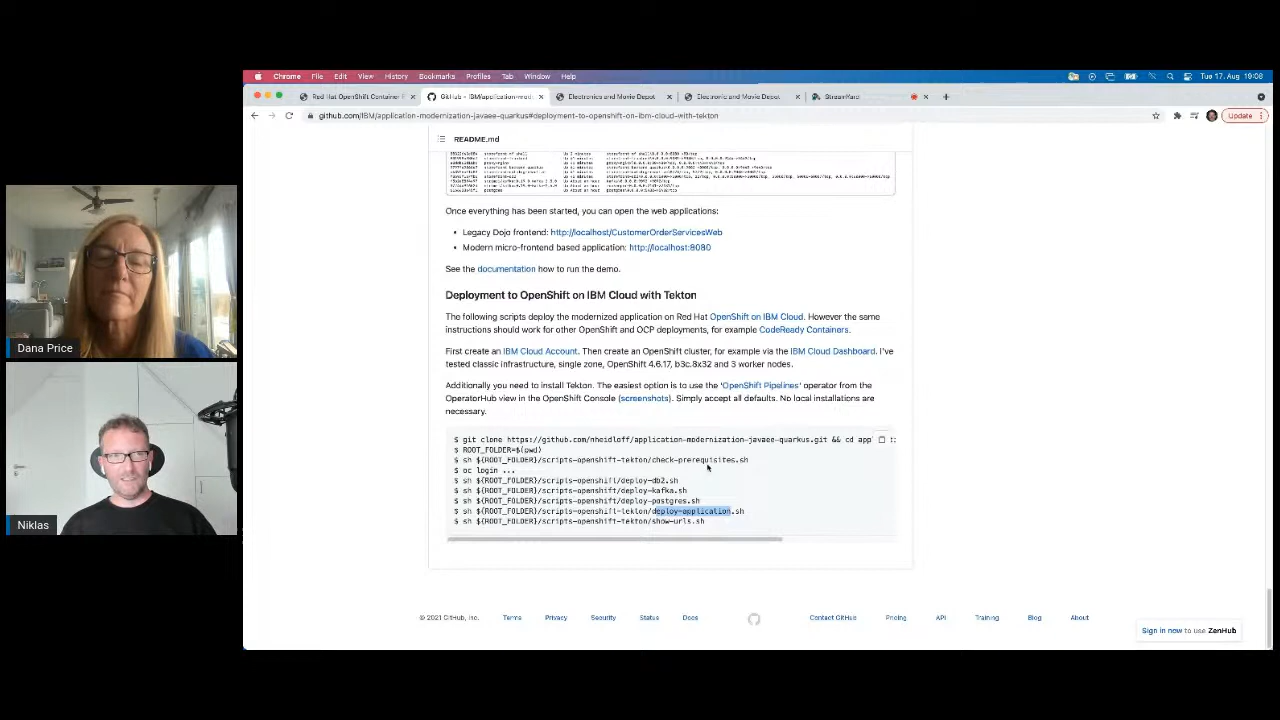 Chrome File Edit View History Bookmarks Profiles Tab Window Help Tue 17. Aug 19:08
Red Hat OpenShift Container GitHub - IBM/application-mod Electronics and Movie Depot Electronic and Movie Depot StreamYard
github.com/IBM/application-modernization-javaee-quarkus#deployment-to-openshift-on-ibm-cloud-with-tekton Update
README.md
Once everything has been started, you can open the web applications:
Legacy Dojo frontend: http://localhost/CustomerOrderServicesWeb
Modern micro-frontend based application: http://localhost:8080
See the documentation how to run the demo.
Deployment to OpenShift on IBM Cloud with Tekton
The following scripts deploy the modernized application on Red Hat OpenShift on IBM Cloud. However the same
instructions should work for other OpenShift and OCP deployments, for example CodeReady Containers.
First create an IBM Cloud Account. Then create an OpenShift cluster, for example via the IBM Cloud Dashboard. I've
tested classic infrastructure, single zone, OpenShift 4.6.17, b3c.8x32 and 3 worker nodes.
Additionally you need to install Tekton. The easiest option is to use the 'OpenShift Pipelines' operator from the
OperatorHub view in the OpenShift Console (screenshots). Simply accept all defaults. No local installations are
necessary.
$ git clone https://github.com/nheidloff/application-modernization-javaee-quarkus.git && cd app
$ ROOT_FOLDER=$(pwd)
$ sh ${ROOT_FOLDER}/scripts-openshift-tekton/check-prerequisites.sh
$ oc login ...
$ sh ${ROOT_FOLDER}/scripts-openshift/deploy-db2.sh
$ sh ${ROOT_FOLDER}/scripts-openshift/deploy-kafka.sh
$ sh ${ROOT_FOLDER}/scripts-openshift/deploy-postgres.sh
$ sh ${ROOT_FOLDER}/scripts-openshift-tekton/deploy-application.sh
$ sh ${ROOT_FOLDER}/scripts-openshift-tekton/show-urls.sh
© 2021 GitHub, Inc. Terms Privacy Security Status Docs Contact GitHub Pricing API Training Blog About
Sign in now to use ZenHub
Dana Price
Niklas